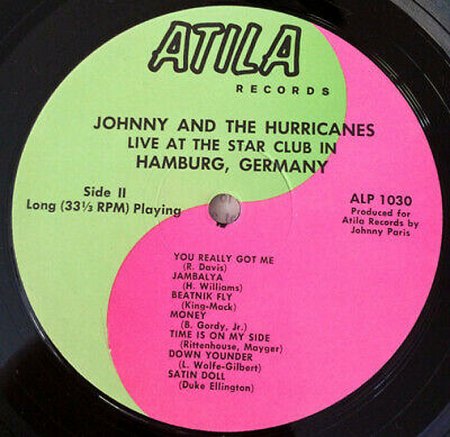 ATILA
RECORDS
JOHNNY AND THE HURRICANES
LIVE AT THE STAR CLUB IN
HAMBURG, GERMANY
Side II
Long (33⅓ RPM) Playing
ALP 1030
Produced for
Atila Records by
Johnny Paris
YOU REALLY GOT ME
(R. Davis)
JAMBALYA
(H. Williams)
BEATNIK FLY
(King-Mack)
MONEY
(B. Gordy, Jr.)
TIME IS ON MY SIDE
(Rittenhouse, Mayger)
DOWN YOUNDER
(L. Wolfe-Gilbert)
SATIN DOLL
(Duke Ellington)